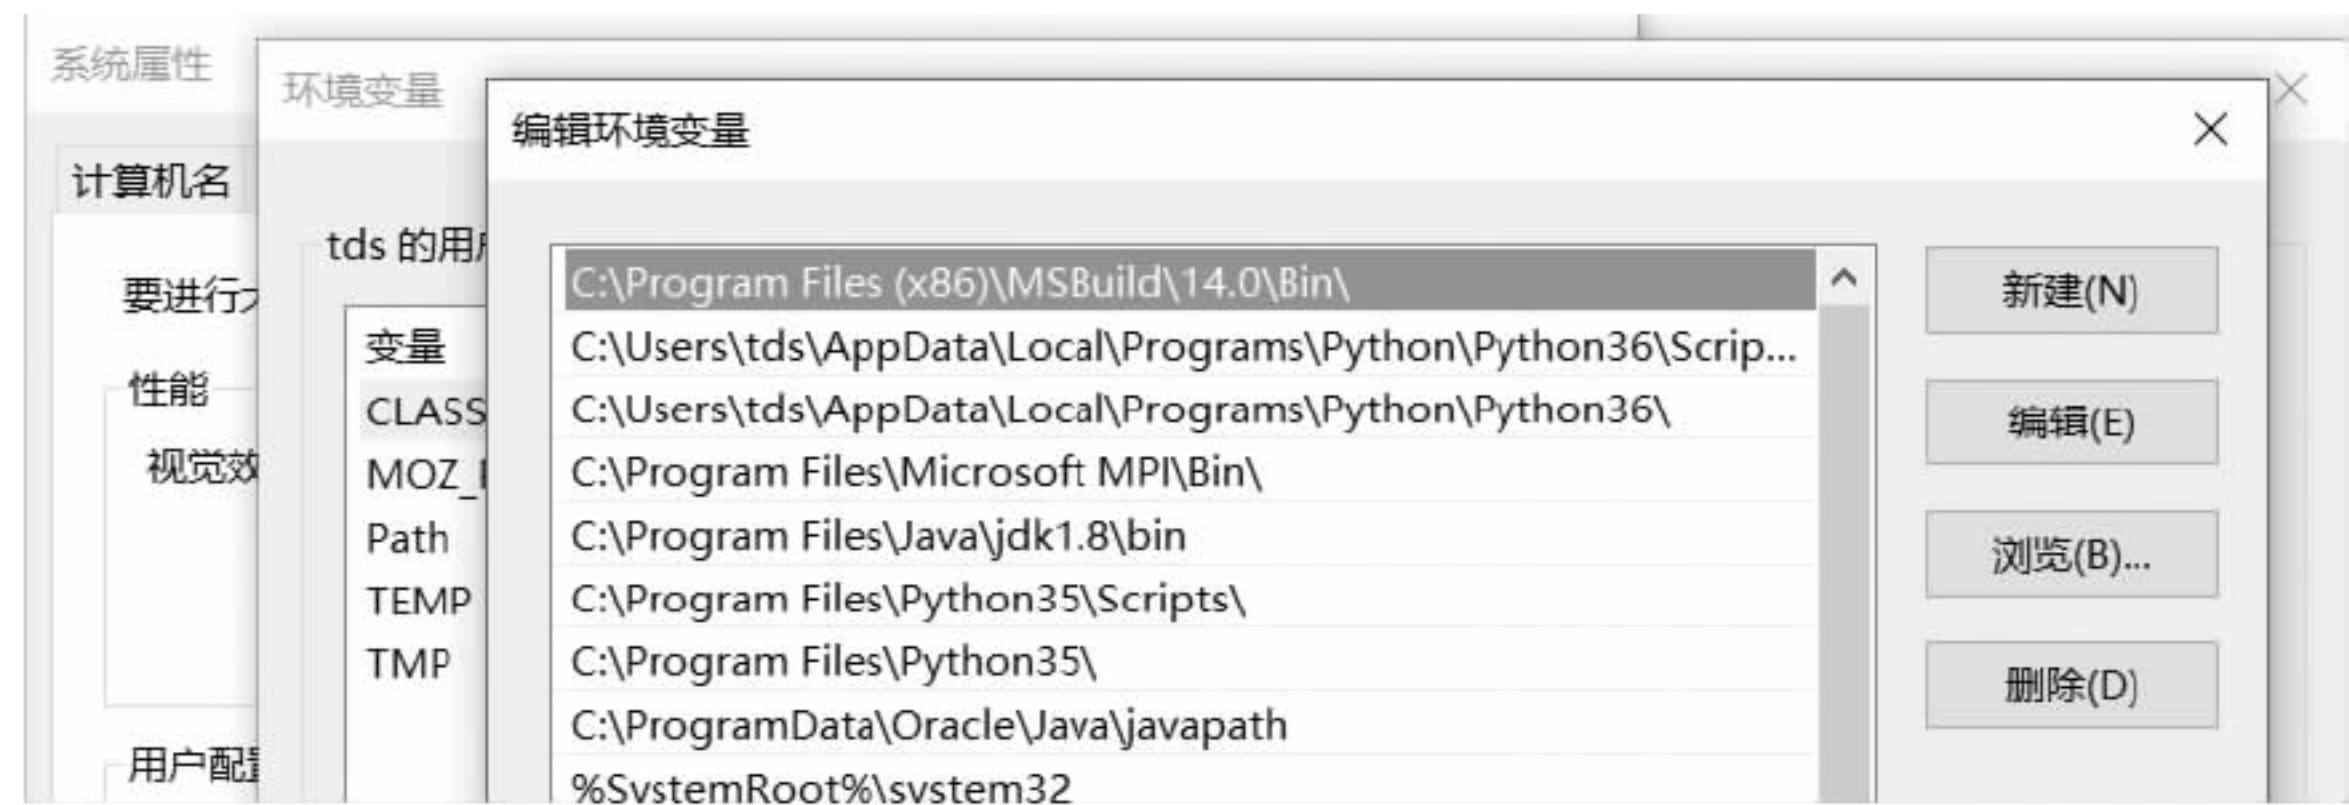 系统属性
环境变量
编辑环境变量
计算机名
tds 的用户
要进行
变量
CLASS
MOZ_
Path
TEMP
TMP
性能
视觉效
用户配置
C:\Program Files (x86)\MSBuild\14.0\Bin\
C:\Users\tds\AppData\Local\Programs\Python\Python36\Scrip...
C:\Users\tds\AppData\Local\Programs\Python\Python36\
C:\Program Files\Microsoft MPI\Bin\
C:\Program Files\Java\jdk1.8\bin
C:\Program Files\Python35\Scripts\
C:\Program Files\Python35\
C:\ProgramData\Oracle\Java\javapath
%SystemRoot%\system32
新建(N)
编辑(E)
浏览(B)...
删除(D)